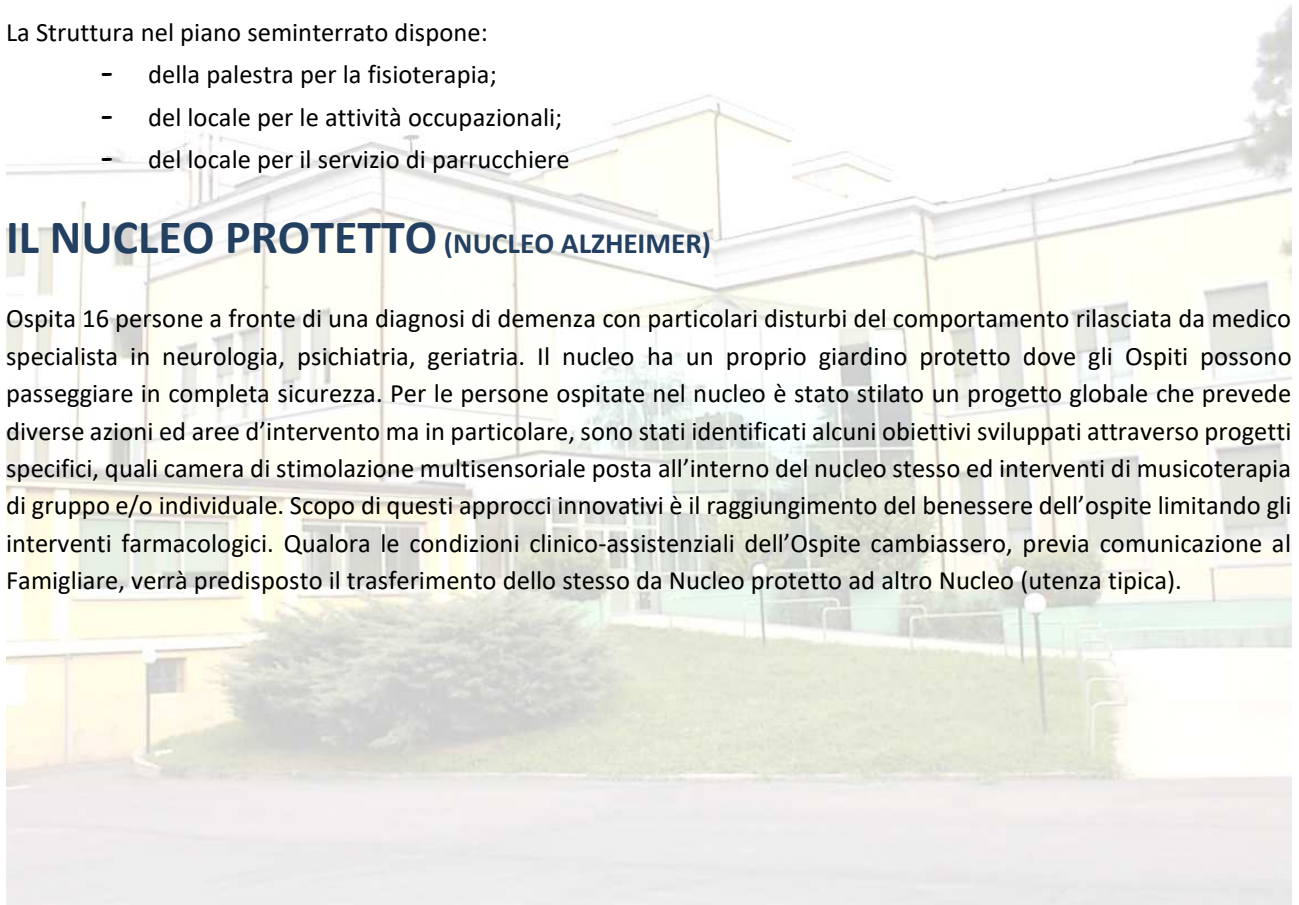 La Struttura nel piano seminterrato dispone:
- della palestra per la fisioterapia;
- del locale per le attività occupazionali;
- del locale per il servizio di parrucchiere
IL NUCLEO PROTETTO (NUCLEO ALZHEIMER)
Ospita 16 persone a fronte di una diagnosi di demenza con particolari disturbi del comportamento rilasciata da medico
specialista in neurologia, psichiatria, geriatria. Il nucleo ha un proprio giardino protetto dove gli Ospiti possono
passeggiare in completa sicurezza. Per le persone ospitate nel nucleo è stato stilato un progetto globale che prevede
diverse azioni ed aree d’intervento ma in particolare, sono stati identificati alcuni obiettivi sviluppati attraverso progetti
specifici, quali camera di stimolazione multisensoriale posta all’interno del nucleo stesso ed interventi di musicoterapia
di gruppo e/o individuale. Scopo di questi approcci innovativi è il raggiungimento del benessere dell’ospite limitando gli
interventi farmacologici. Qualora le condizioni clinico-assistenziali dell’Ospite cambiassero, previa comunicazione al
Famigliare, verrà predisposto il trasferimento dello stesso da Nucleo protetto ad altro Nucleo (utenza tipica).